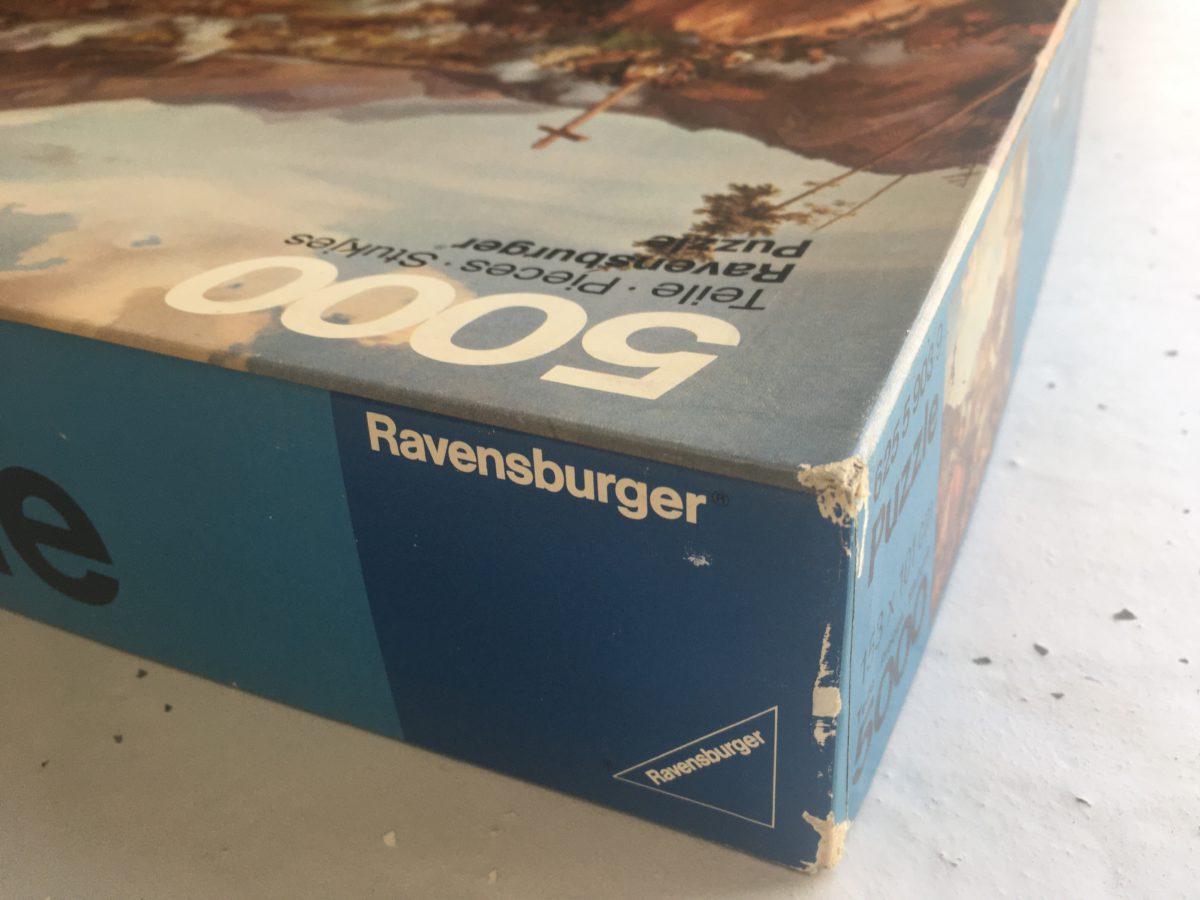 5000
Teile · Pieces · Stukjes
Ravensburger®
Puzzle
Ravensburger®
Ravensburger
Puzzle
5000